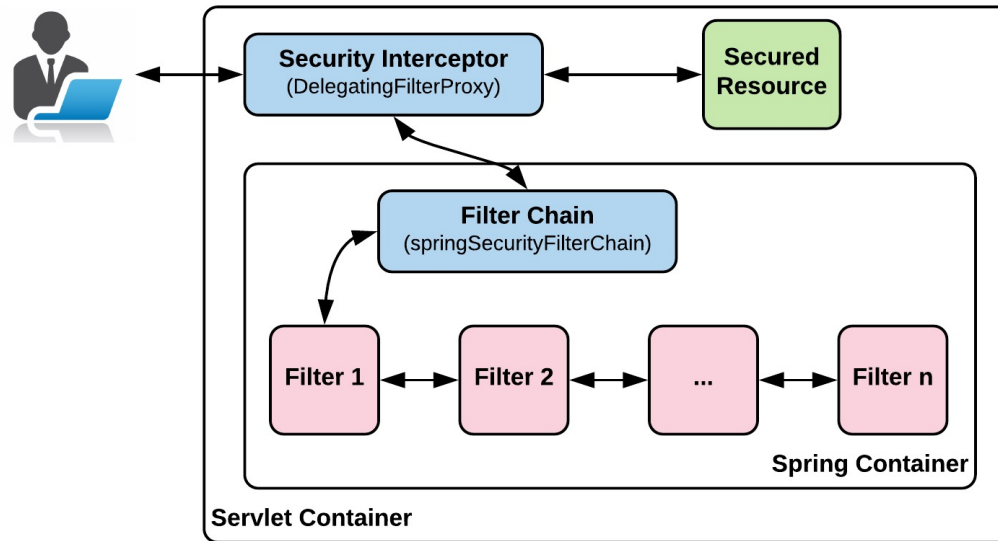 Security Interceptor
(DelegatingFilterProxy)
Secured
Resource
Filter Chain
(springSecurityFilterChain)
Filter 1
Filter 2
...
Filter n
Spring Container
Servlet Container